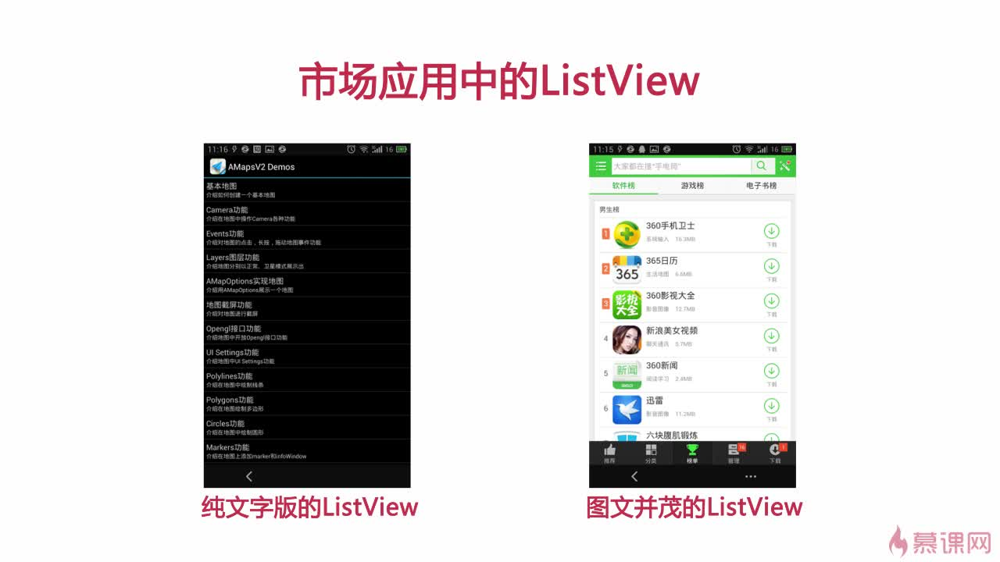 市场应用中的ListView
11:16
16
AMapsV2 Demos
基本地图
介绍如何创建一个基本地图
Camera功能
介绍在地图中操作Camera各种功能
Events功能
介绍对地图的点击，长按，拖动地图事件功能
Layers图层功能
介绍地图分别以正常、卫星模式展示出
AMapOptions实现地图
介绍用AMapOptions展示一个地图
地图截屏功能
介绍对地图进行截屏
Opengl接口功能
介绍地图中开放Opengl接口功能
UI Settings功能
介绍地图中UI Settings功能
Polylines功能
介绍在地图中绘制线条
Polygons功能
介绍在地图绘制多边形
Circles功能
介绍在地图中绘制圆形
Markers功能
介绍在地图上添加marker和infoWindow
纯文字版的ListView
11:15
16
大家都在搜“手电筒”
软件榜 游戏榜 电子书榜
男生榜
1 360手机卫士
系统输入 16.3MB
下载
2 365 365日历
生活地图 6.6MB
下载
3 影视大全 360影视大全
影音图像 12.7MB
下载
4 新浪美女视频
聊天通讯 5.7MB
下载
5 新闻 360新闻
阅读学习 2.4MB
下载
6 迅雷
影音图像 11.2MB
下载
六块腹肌锻炼
推荐 分类 榜单 管理 16 下载 1
图文并茂的ListView
慕课网